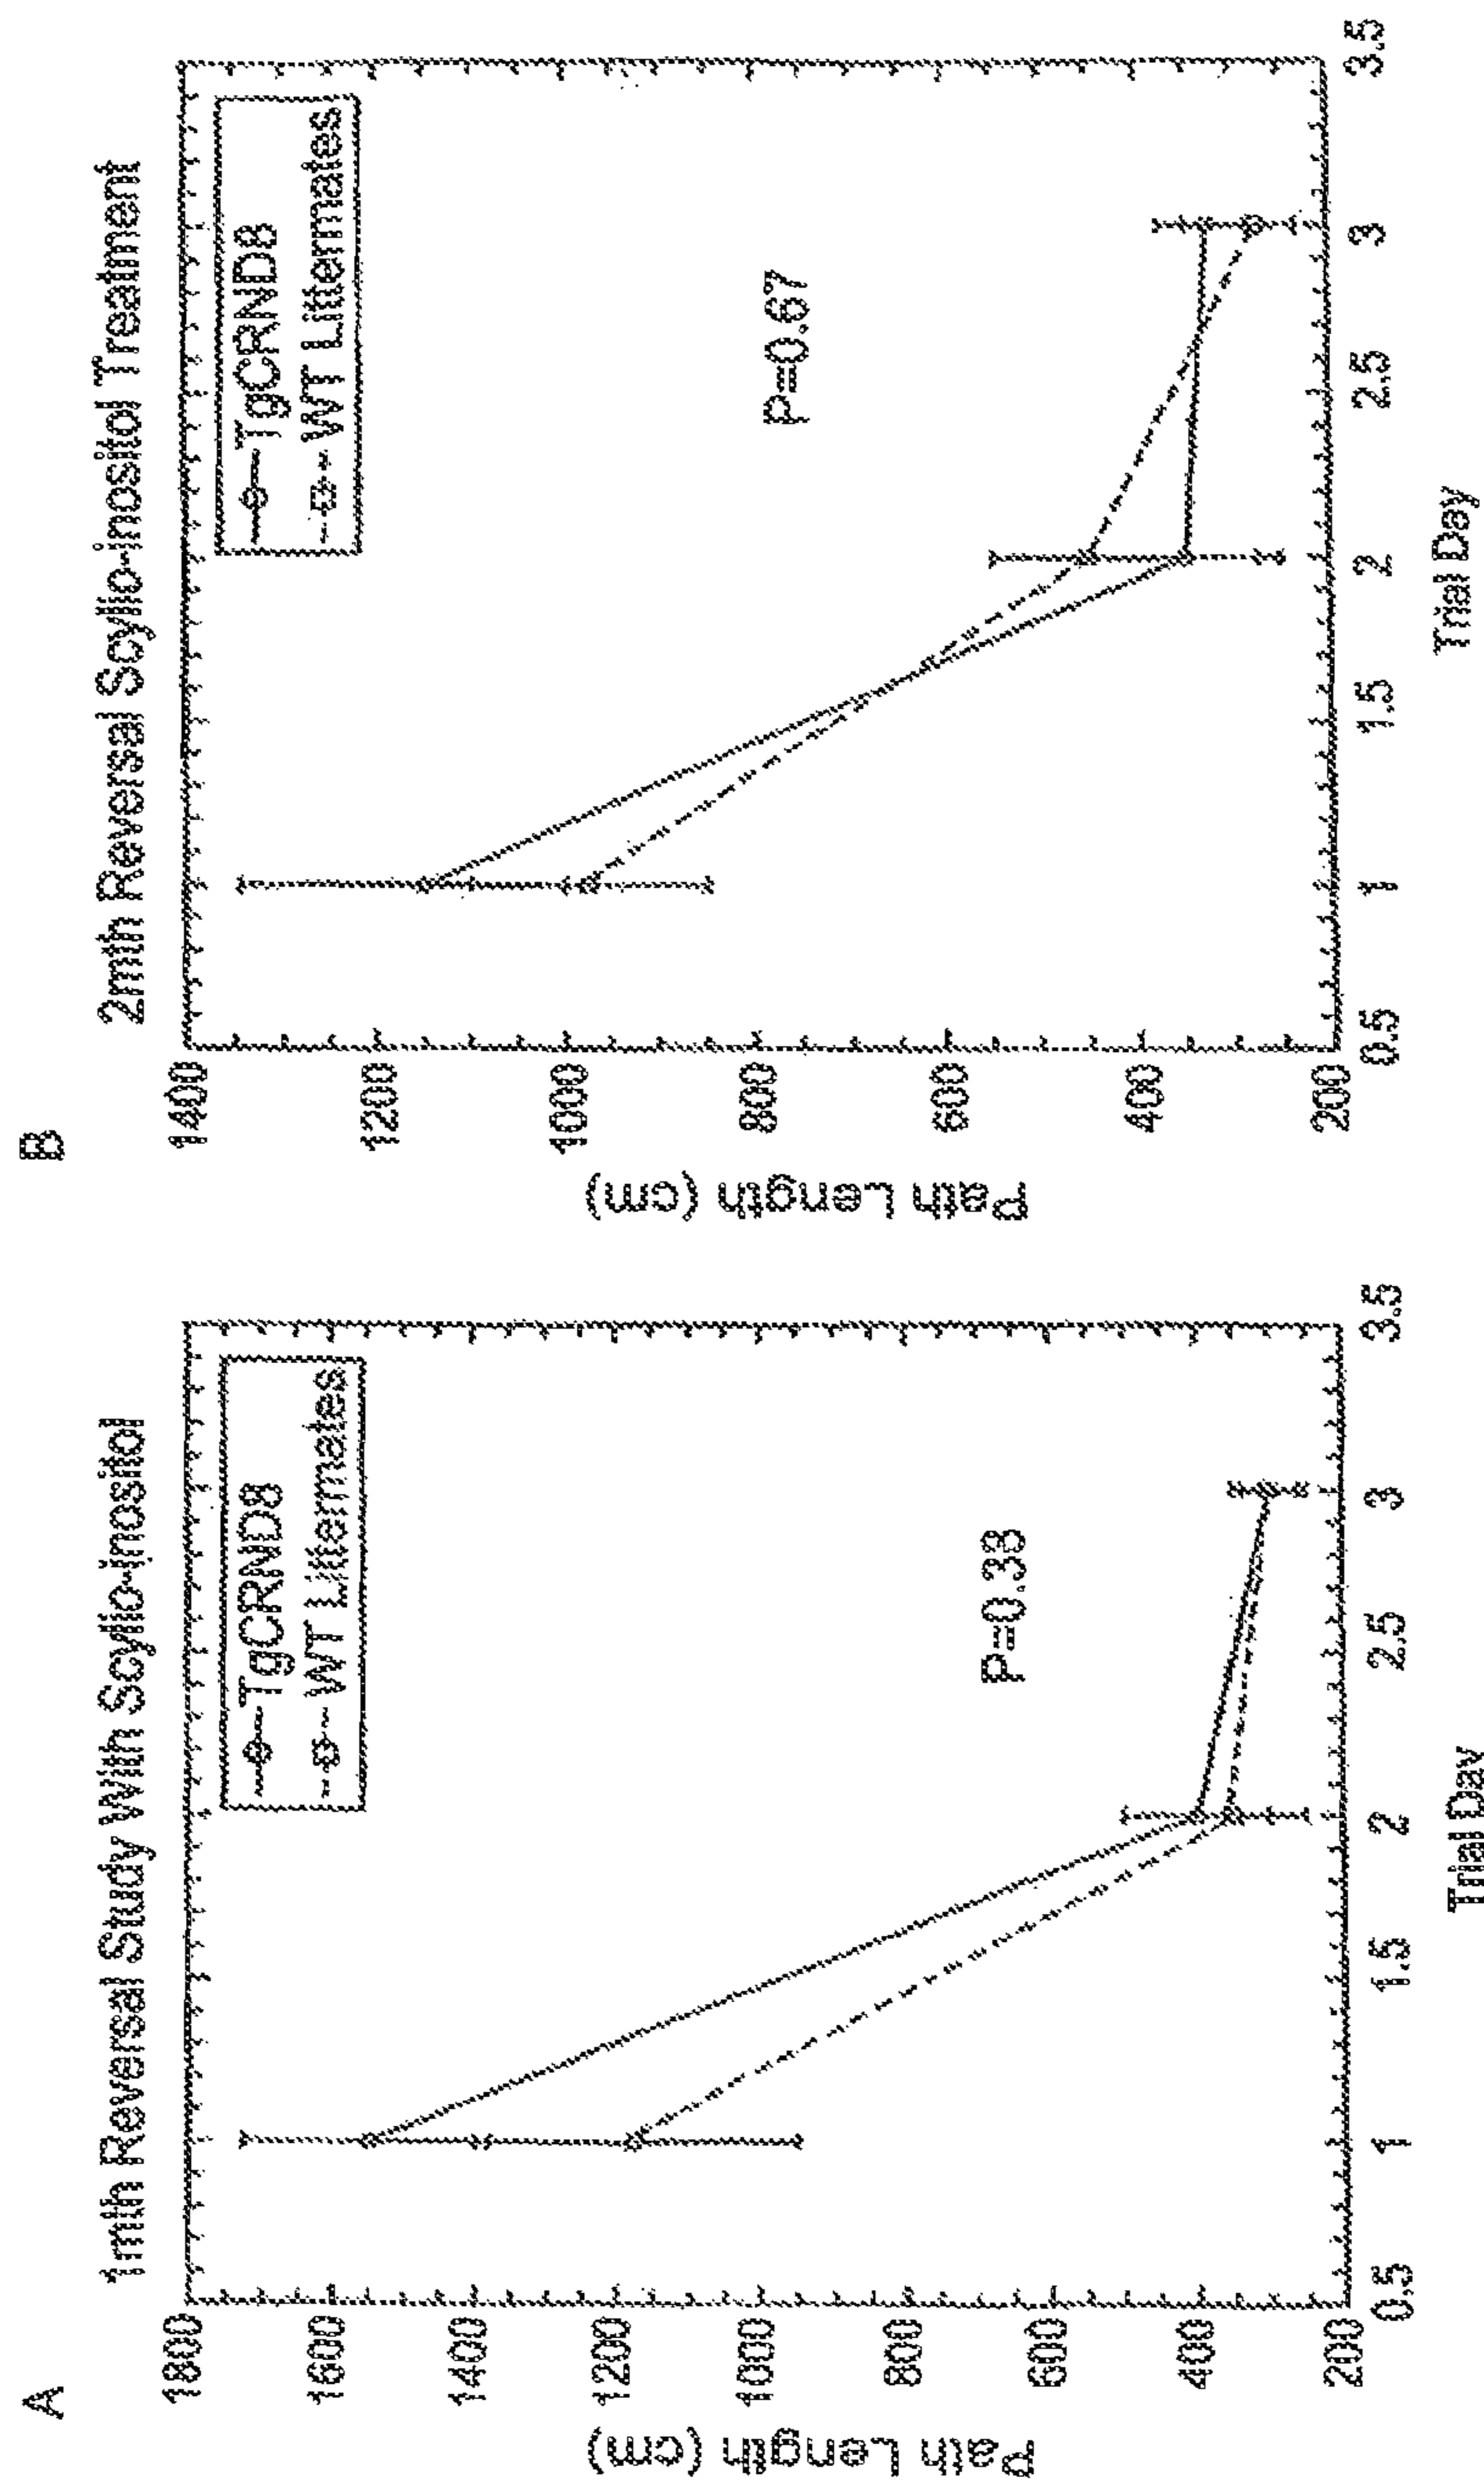 A
1mth Reversal Study With Scyllo-inositol
TgCRND8
WT Littermates
P=0.38
Path Length (cm)
1800
1600
1400
1200
1000
800
600
400
200
0.5
1
1.5
2
2.5
3
3.5
Trial Day
B
2mth Reversal Scyllo-inositol Treatment
TgCRND8
WT Littermates
P=0.67
Path Length (cm)
1400
1200
1000
800
600
400
200
0.5
1
1.5
2
2.5
3
3.5
Trial Day